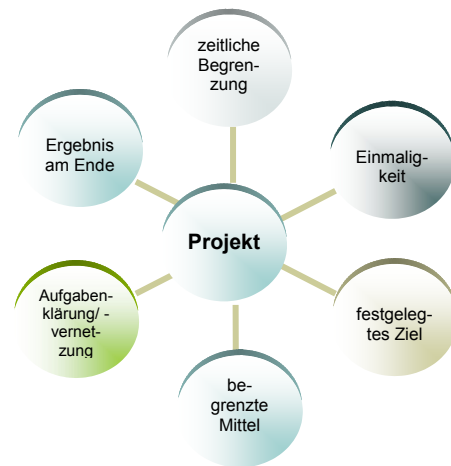 zeitliche
Begren-
zung
Ergebnis
am Ende
Einmalig-
keit
Projekt
Aufgaben-
klärung/ -
vernet-
zung
festgeleg-
tes Ziel
be-
grenzte
Mittel